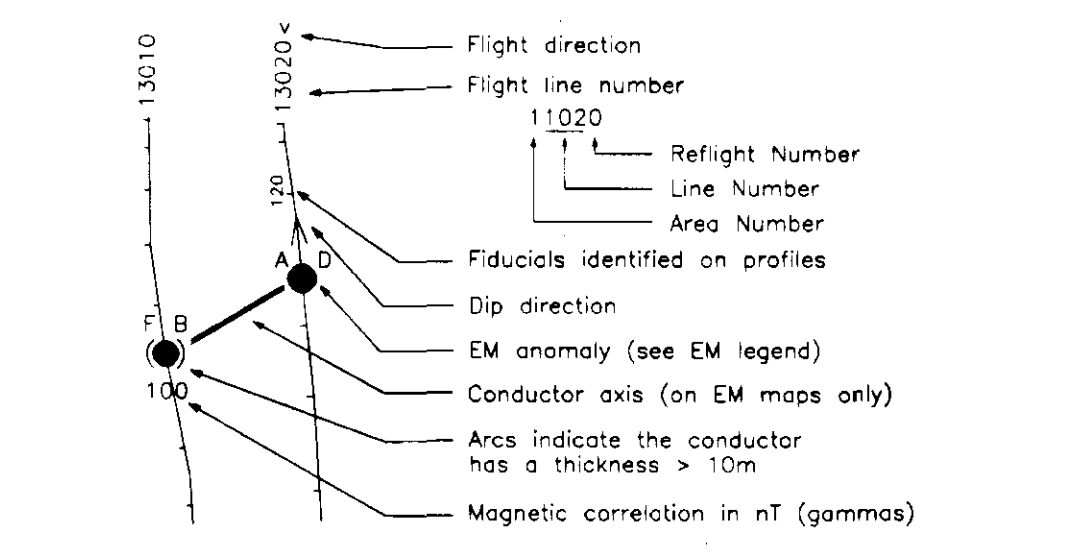 13010
13020 <
Flight direction
Flight line number
11020
Reflight Number
Line Number
Area Number
120
A D
Fiducials identified on profiles
Dip direction
F B
EM anomaly (see EM legend)
100
Conductor axis (on EM maps only)
Arcs indicate the conductor
has a thickness > 10m
Magnetic correlation in nT (gammas)